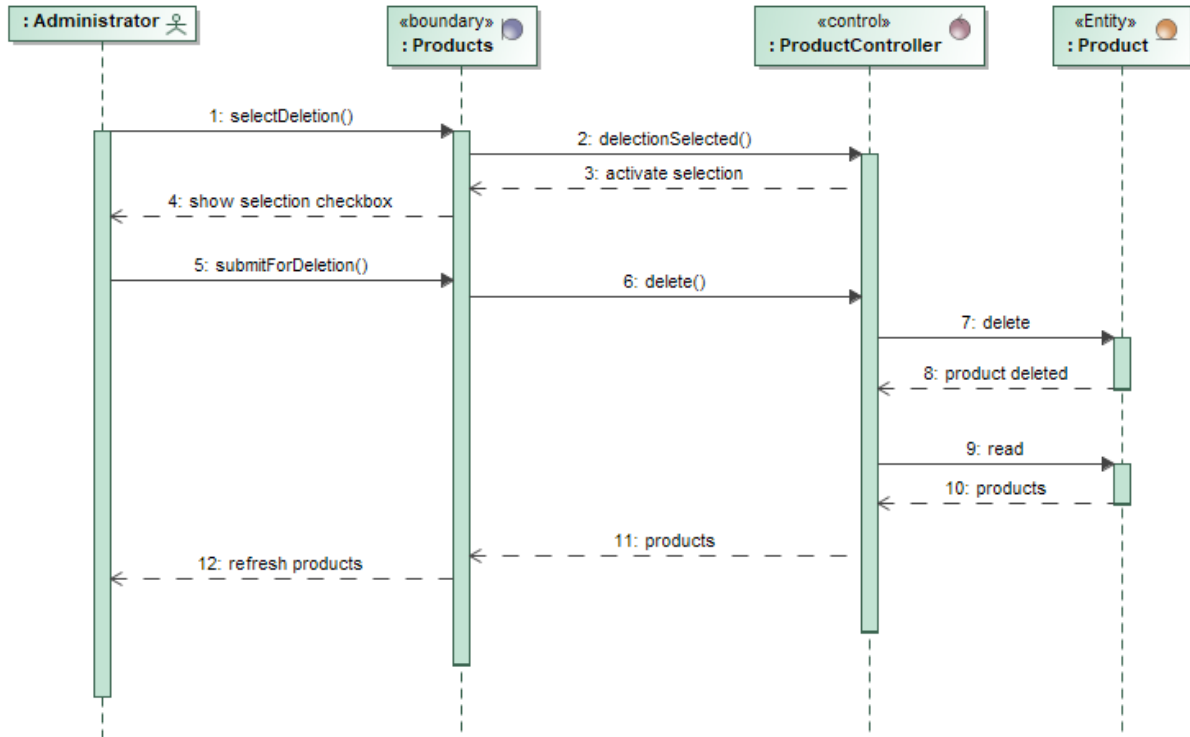 : Administrator
«boundary»
: Products
«control»
: ProductController
«Entity»
: Product
1: selectDeletion()
2: delectionSelected()
3: activate selection
4: show selection checkbox
5: submitForDeletion()
6: delete()
7: delete
8: product deleted
9: read
10: products
11: products
12: refresh products